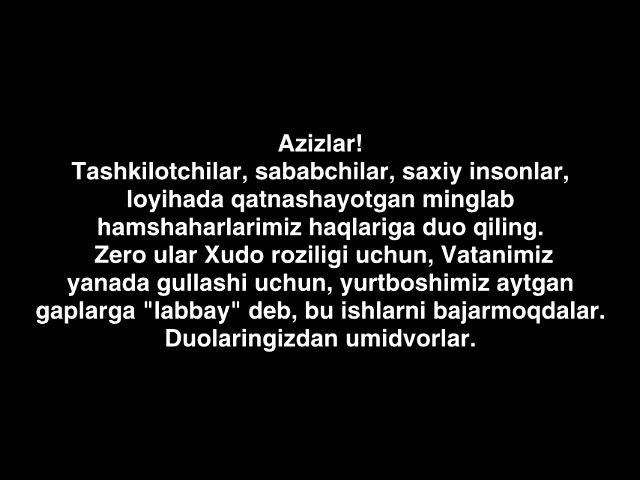 Azizlar!
Tashkilotchilar, sababchilar, saxiy insonlar,
loyihada qatnashayotgan minglab
hamshaharlarimiz haqlariga duo qiling.
Zero ular Xudo roziligi uchun, Vatanimiz
yanada gullashi uchun, yurtboshimiz aytgan
gaplarga "labbay" deb, bu ishlarni bajarmoqdalar.
Duolaringizdan umidvorlar.